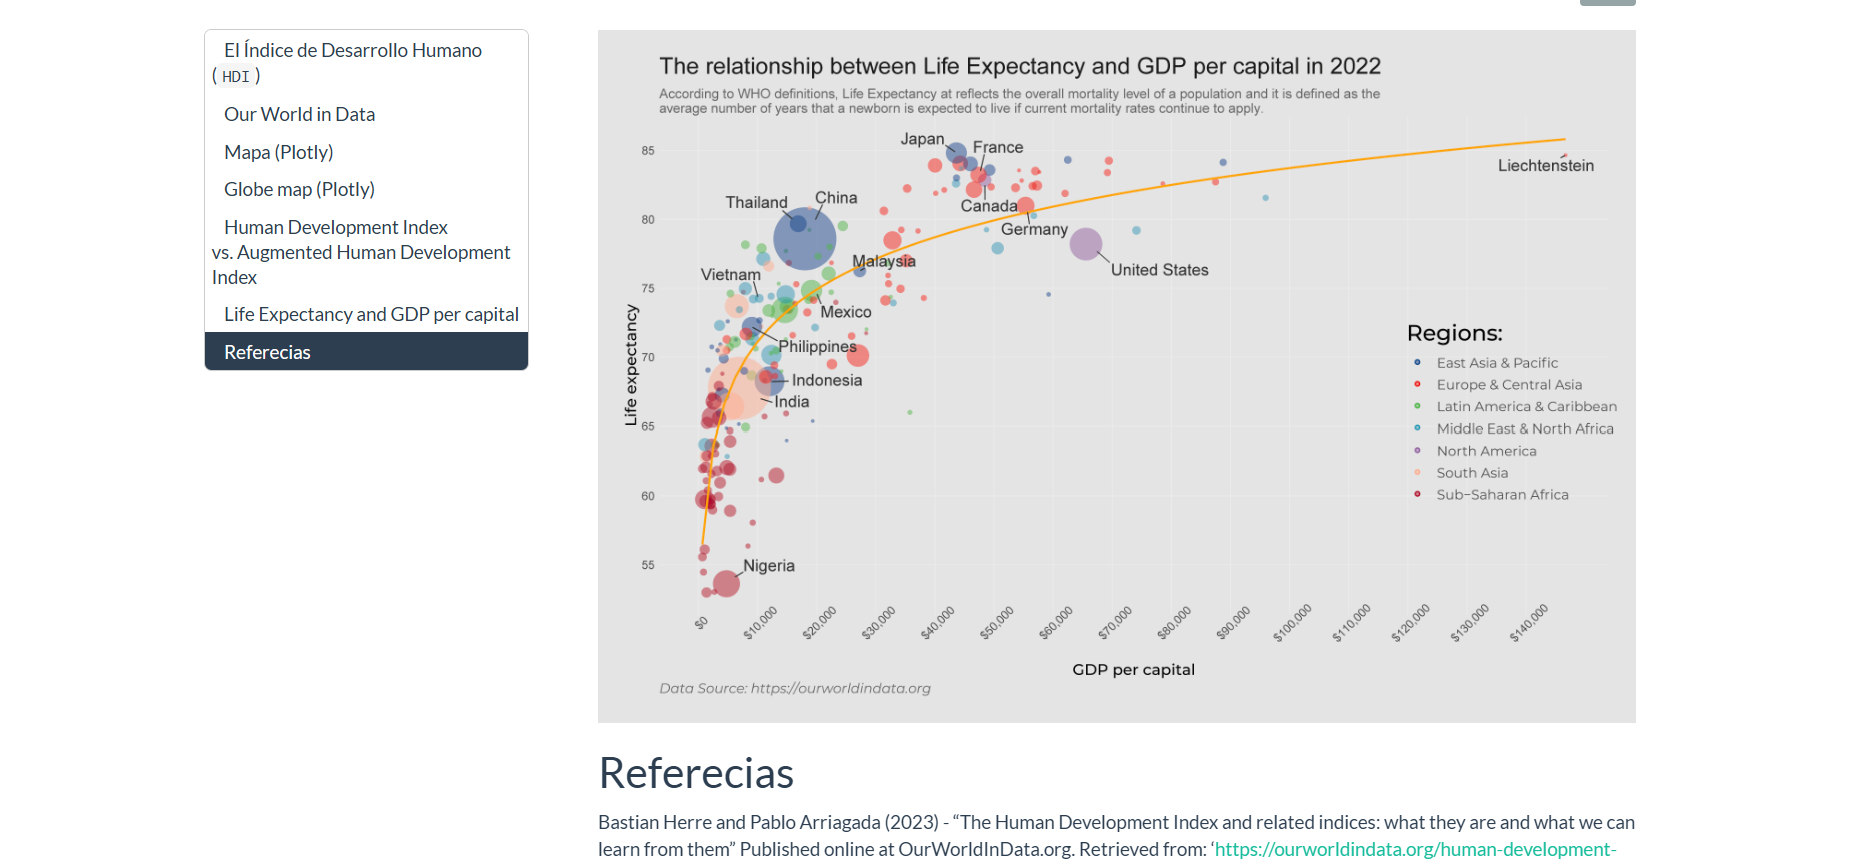 El Índice de Desarrollo Humano
( HDI )
Our World in Data
Mapa (Plotly)
Globe map (Plotly)
Human Development Index
vs. Augmented Human Development
Index
Life Expectancy and GDP per capital
Referecias
The relationship between Life Expectancy and GDP per capital in 2022
According to WHO definitions, Life Expectancy at reflects the overall mortality level of a population and it is defined as the
average number of years that a newborn is expected to live if current mortality rates continue to apply.
Life expectancy
85
80
75
70
65
60
55
Japan
France
Liechtenstein
Thailand
China
Canada
Germany
Malaysia
United States
Vietnam
Mexico
Philippines
Indonesia
India
Nigeria
Regions:
East Asia & Pacific
Europe & Central Asia
Latin America & Caribbean
Middle East & North Africa
North America
South Asia
Sub-Saharan Africa
$0
$10,000
$20,000
$30,000
$40,000
$50,000
$60,000
$70,000
$80,000
$90,000
$100,000
$110,000
$120,000
$130,000
$140,000
GDP per capital
Data Source: https://ourworldindata.org
Referecias
Bastian Herre and Pablo Arriagada (2023) - “The Human Development Index and related indices: what they are and what we can
learn from them” Published online at OurWorldInData.org. Retrieved from: ‘https://ourworldindata.org/human-development-